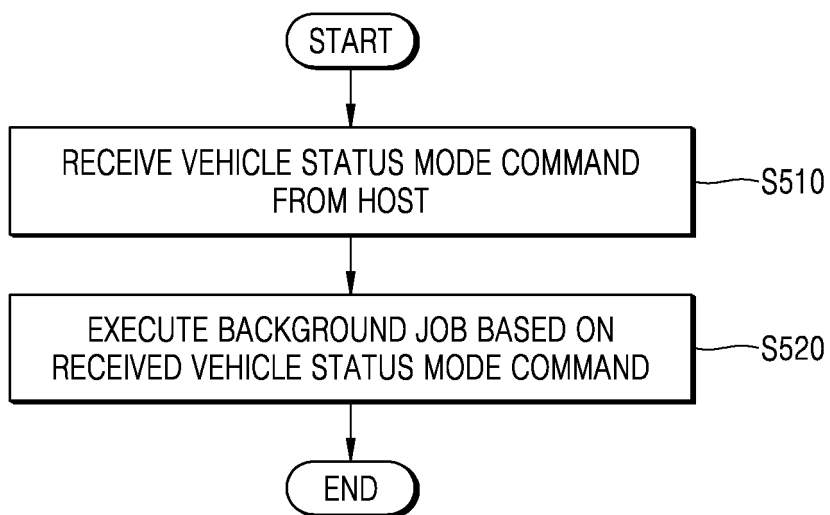 START
RECEIVE VEHICLE STATUS MODE COMMAND
FROM HOST
S510
EXECUTE BACKGROUND JOB BASED ON
RECEIVED VEHICLE STATUS MODE COMMAND
S520
END